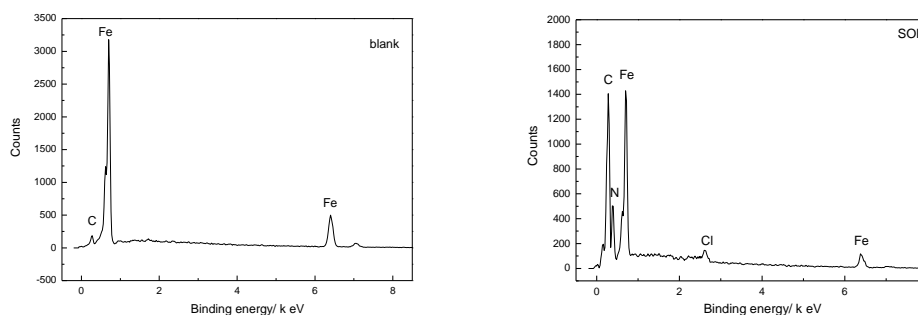 3500
3000
2500
2000
1500
1000
500
0
-500
Counts
Fe
blank
C
Fe
0 2 4 6 8
Binding energy/ k eV
2000
1800
1600
1400
1200
1000
800
600
400
200
0
Counts
C Fe
N
Cl
Fe
0 2 4 6
Binding energy/ k eV